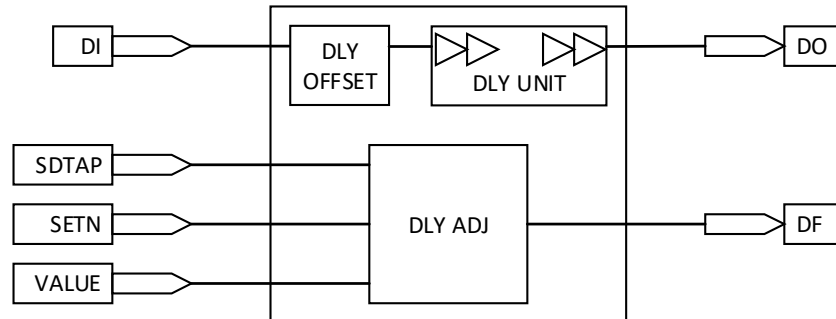 DI
DLY
OFFSET
DLY UNIT
DO
SDTAP
SETN
VALUE
DLY ADJ
DF